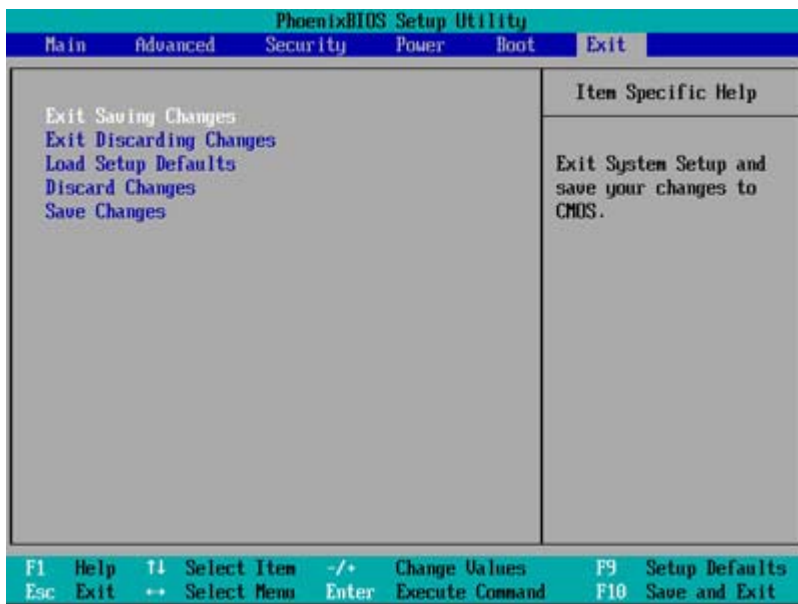 PhoenixBIOS Setup Utility
Main Advanced Security Power Boot Exit
Item Specific Help
Exit Saving Changes
Exit Discarding Changes
Load Setup Defaults
Discard Changes
Save Changes
Exit System Setup and
save your changes to
CMOS.
F1 Help ↑↓ Select Item -/+ Change Values F9 Setup Defaults
Esc Exit ↔ Select Menu Enter Execute Command F10 Save and Exit